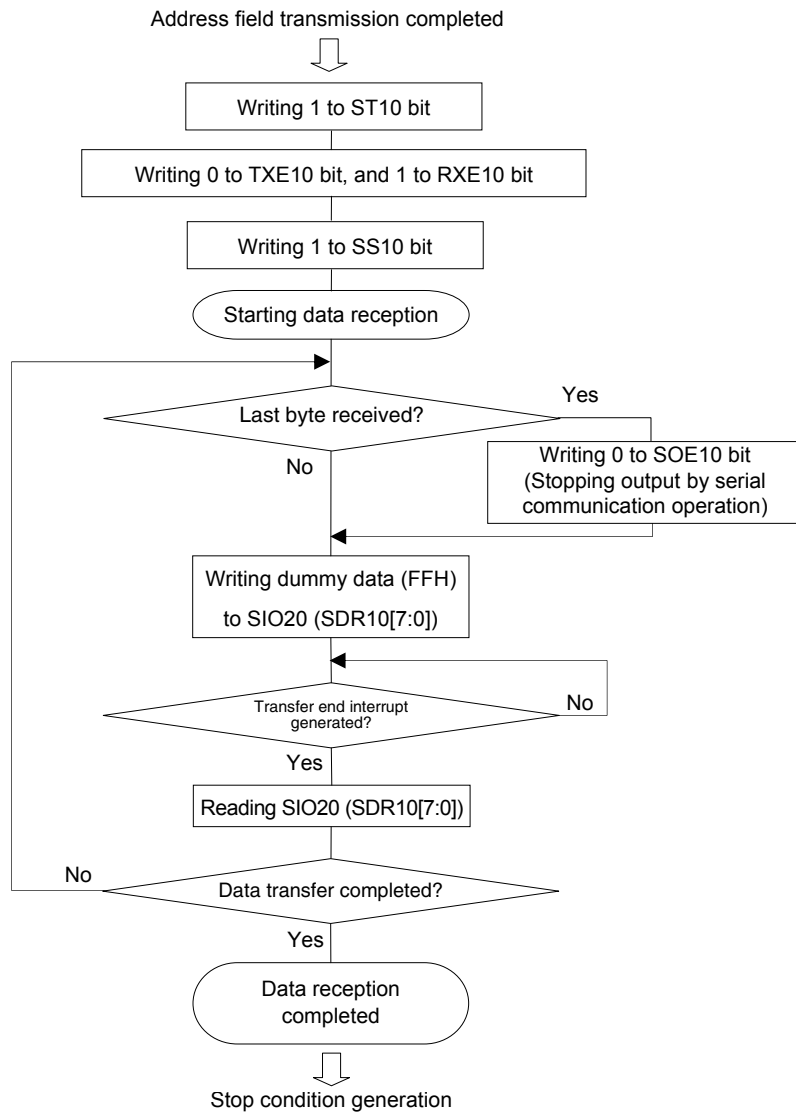 Address field transmission completed
Writing 1 to ST10 bit
Writing 0 to TXE10 bit, and 1 to RXE10 bit
Writing 1 to SS10 bit
Starting data reception
Last byte received?
Yes
No
Writing 0 to SOE10 bit
(Stopping output by serial
communication operation)
Writing dummy data (FFH)
to SIO20 (SDR10[7:0])
Transfer end interrupt
generated?
No
Yes
Reading SIO20 (SDR10[7:0])
No
Data transfer completed?
Yes
Data reception
completed
Stop condition generation